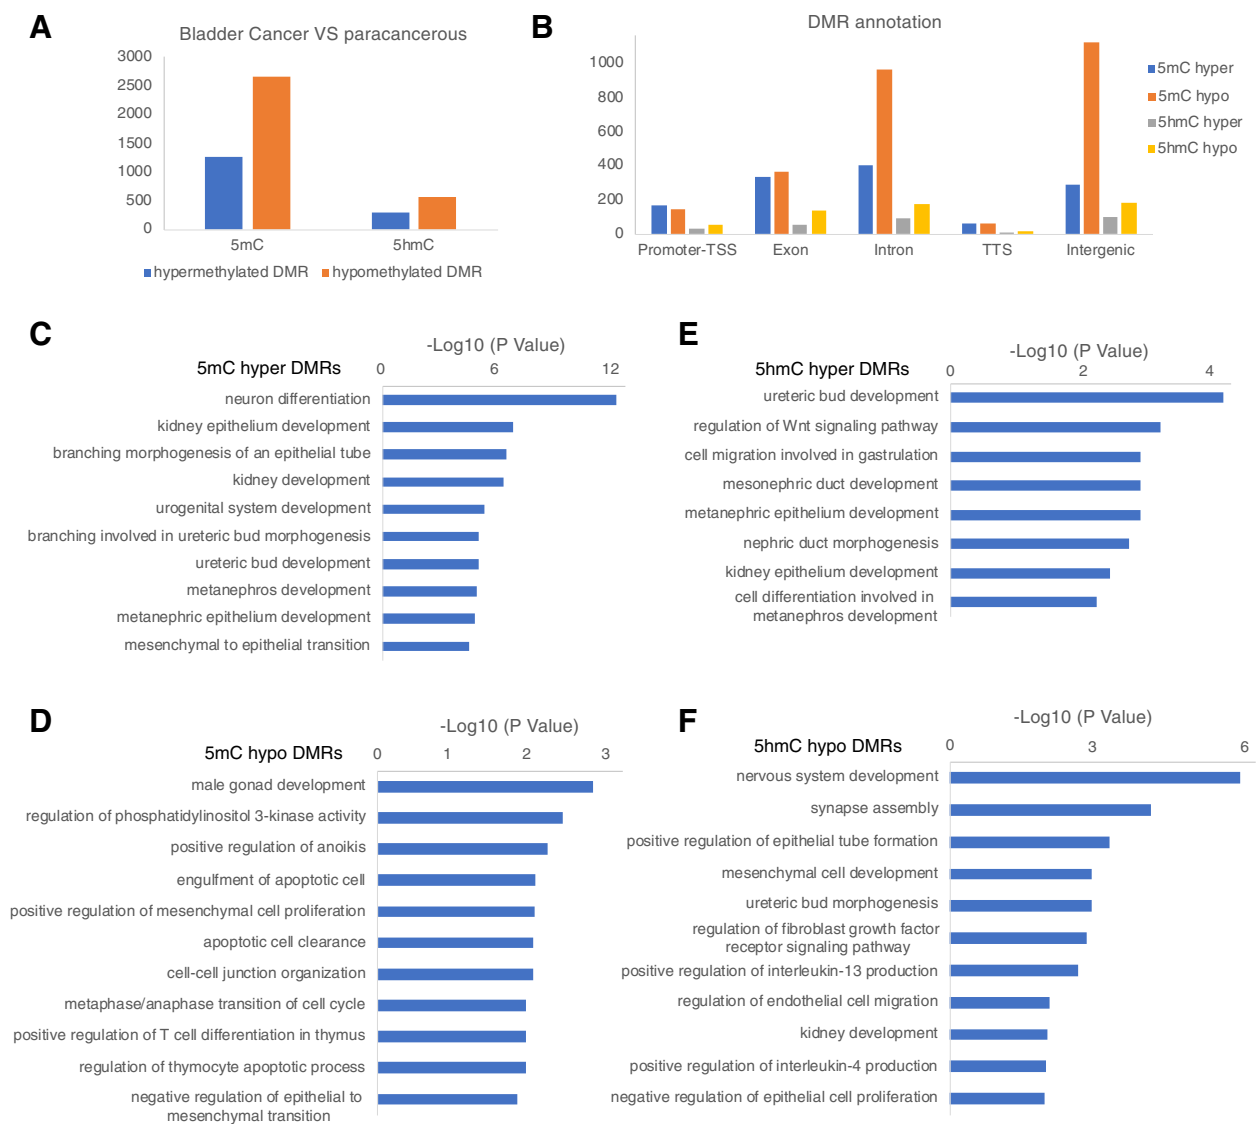 A
Bladder Cancer VS paracancerous
3000
2500
2000
1500
1000
500
0
5mC
5hmC
hypermethylated DMR
hypomethylated DMR
B
DMR annotation
1000
800
600
400
200
0
Promoter-TSS
Exon
Intron
TTS
Intergenic
5mC hyper
5mC hypo
5hmC hyper
5hmC hypo
C
-Log10 (P Value)
5mC hyper DMRs
0
6
12
neuron differentiation
kidney epithelium development
branching morphogenesis of an epithelial tube
kidney development
urogenital system development
branching involved in ureteric bud morphogenesis
ureteric bud development
metanephros development
metanephric epithelium development
mesenchymal to epithelial transition
E
-Log10 (P Value)
5hmC hyper DMRs
0
2
4
ureteric bud development
regulation of Wnt signaling pathway
cell migration involved in gastrulation
mesonephric duct development
metanephric epithelium development
nephric duct morphogenesis
kidney epithelium development
cell differentiation involved in
metanephros development
D
-Log10 (P Value)
5mC hypo DMRs
0
1
2
3
male gonad development
regulation of phosphatidylinositol 3-kinase activity
positive regulation of anoikis
engulfment of apoptotic cell
positive regulation of mesenchymal cell proliferation
apoptotic cell clearance
cell-cell junction organization
metaphase/anaphase transition of cell cycle
positive regulation of T cell differentiation in thymus
regulation of thymocyte apoptotic process
negative regulation of epithelial to
mesenchymal transition
F
-Log10 (P Value)
5hmC hypo DMRs
0
3
6
nervous system development
synapse assembly
positive regulation of epithelial tube formation
mesenchymal cell development
ureteric bud morphogenesis
regulation of fibroblast growth factor
receptor signaling pathway
positive regulation of interleukin-13 production
regulation of endothelial cell migration
kidney development
positive regulation of interleukin-4 production
negative regulation of epithelial cell proliferation